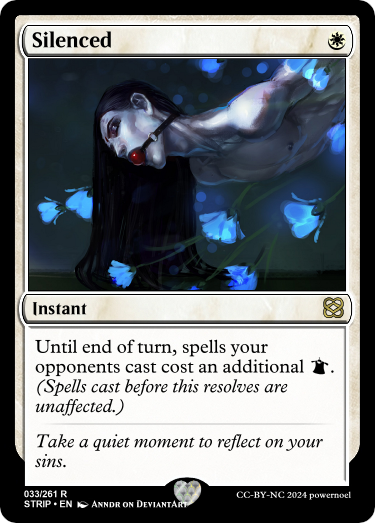 Silenced
Instant
Until end of turn, spells your
opponents cast cost an additional .
(Spells cast before this resolves are
unaffected.)
Take a quiet moment to reflect on your
sins.
033/261 R
STRIP • EN Anndr on DeviantArt
CC-BY-NC 2024 powernoel